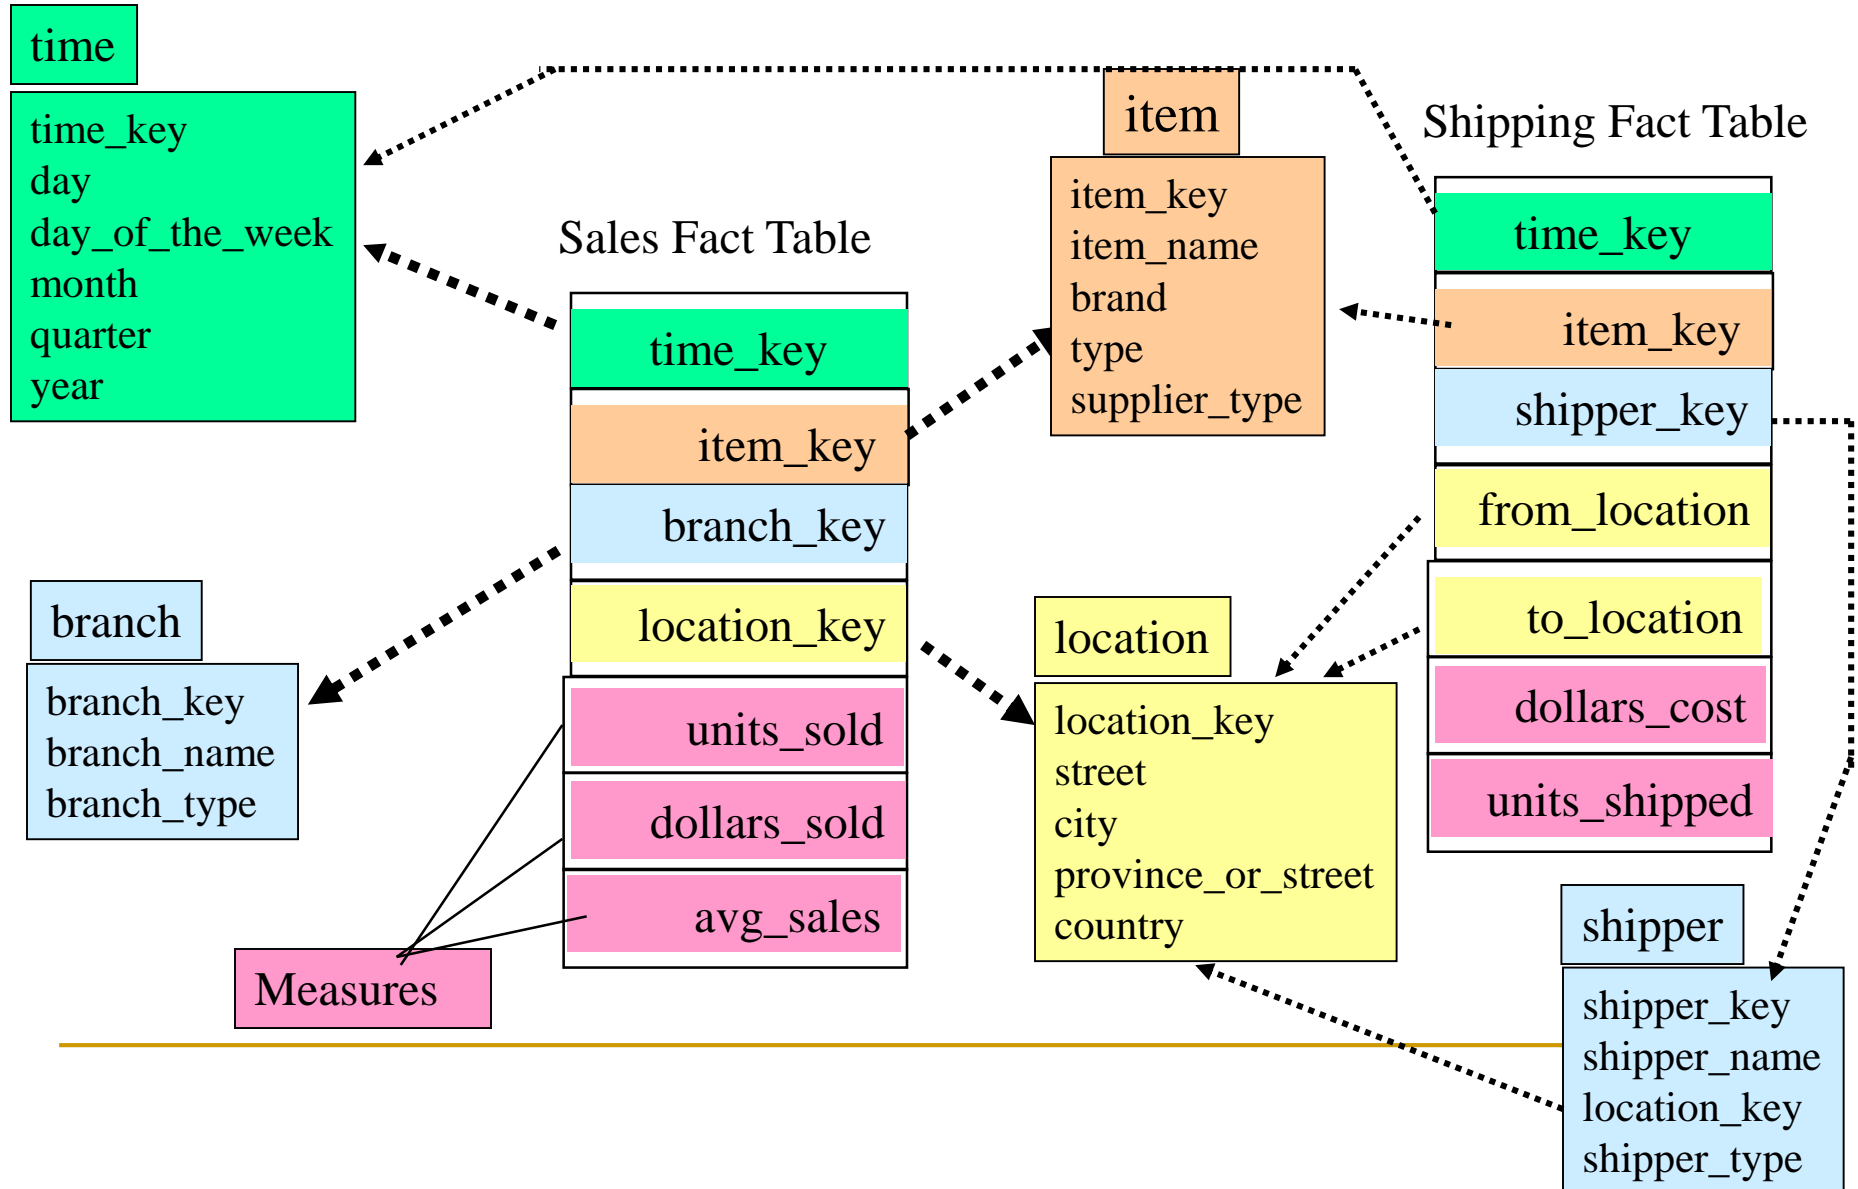 time
time_key
day
day_of_the_week
month
quarter
year
Sales Fact Table
time_key
item_key
branch_key
location_key
units_sold
dollars_sold
avg_sales
Measures
branch
branch_key
branch_name
branch_type
item
item_key
item_name
brand
type
supplier_type
location
location_key
street
city
province_or_street
country
Shipping Fact Table
time_key
item_key
shipper_key
from_location
to_location
dollars_cost
units_shipped
shipper
shipper_key
shipper_name
location_key
shipper_type